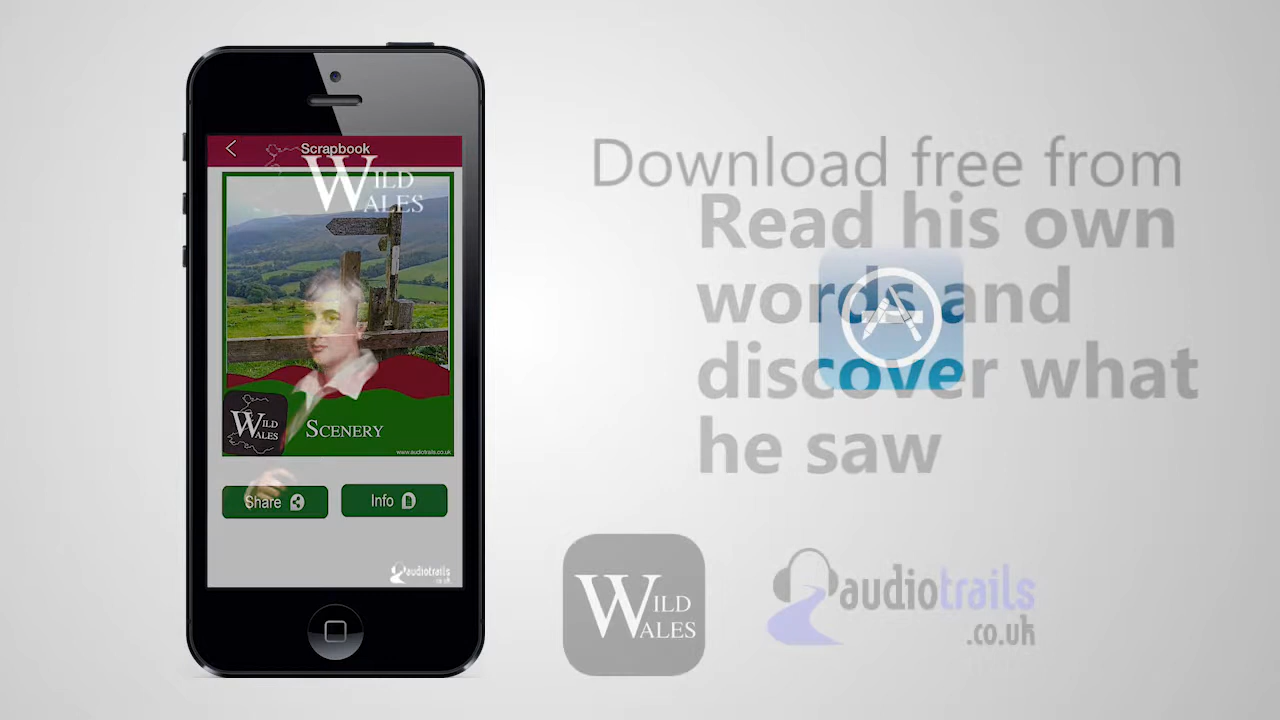 Scrapbook
WILD
WALES
WILD
WALES
SCENERY
www.audiotrails.co.uk
Share
Info
audiotrails
co.uk
Download free from
Read his own
words and
discover what
he saw
WILD
WALES
audiotrails
.co.uk